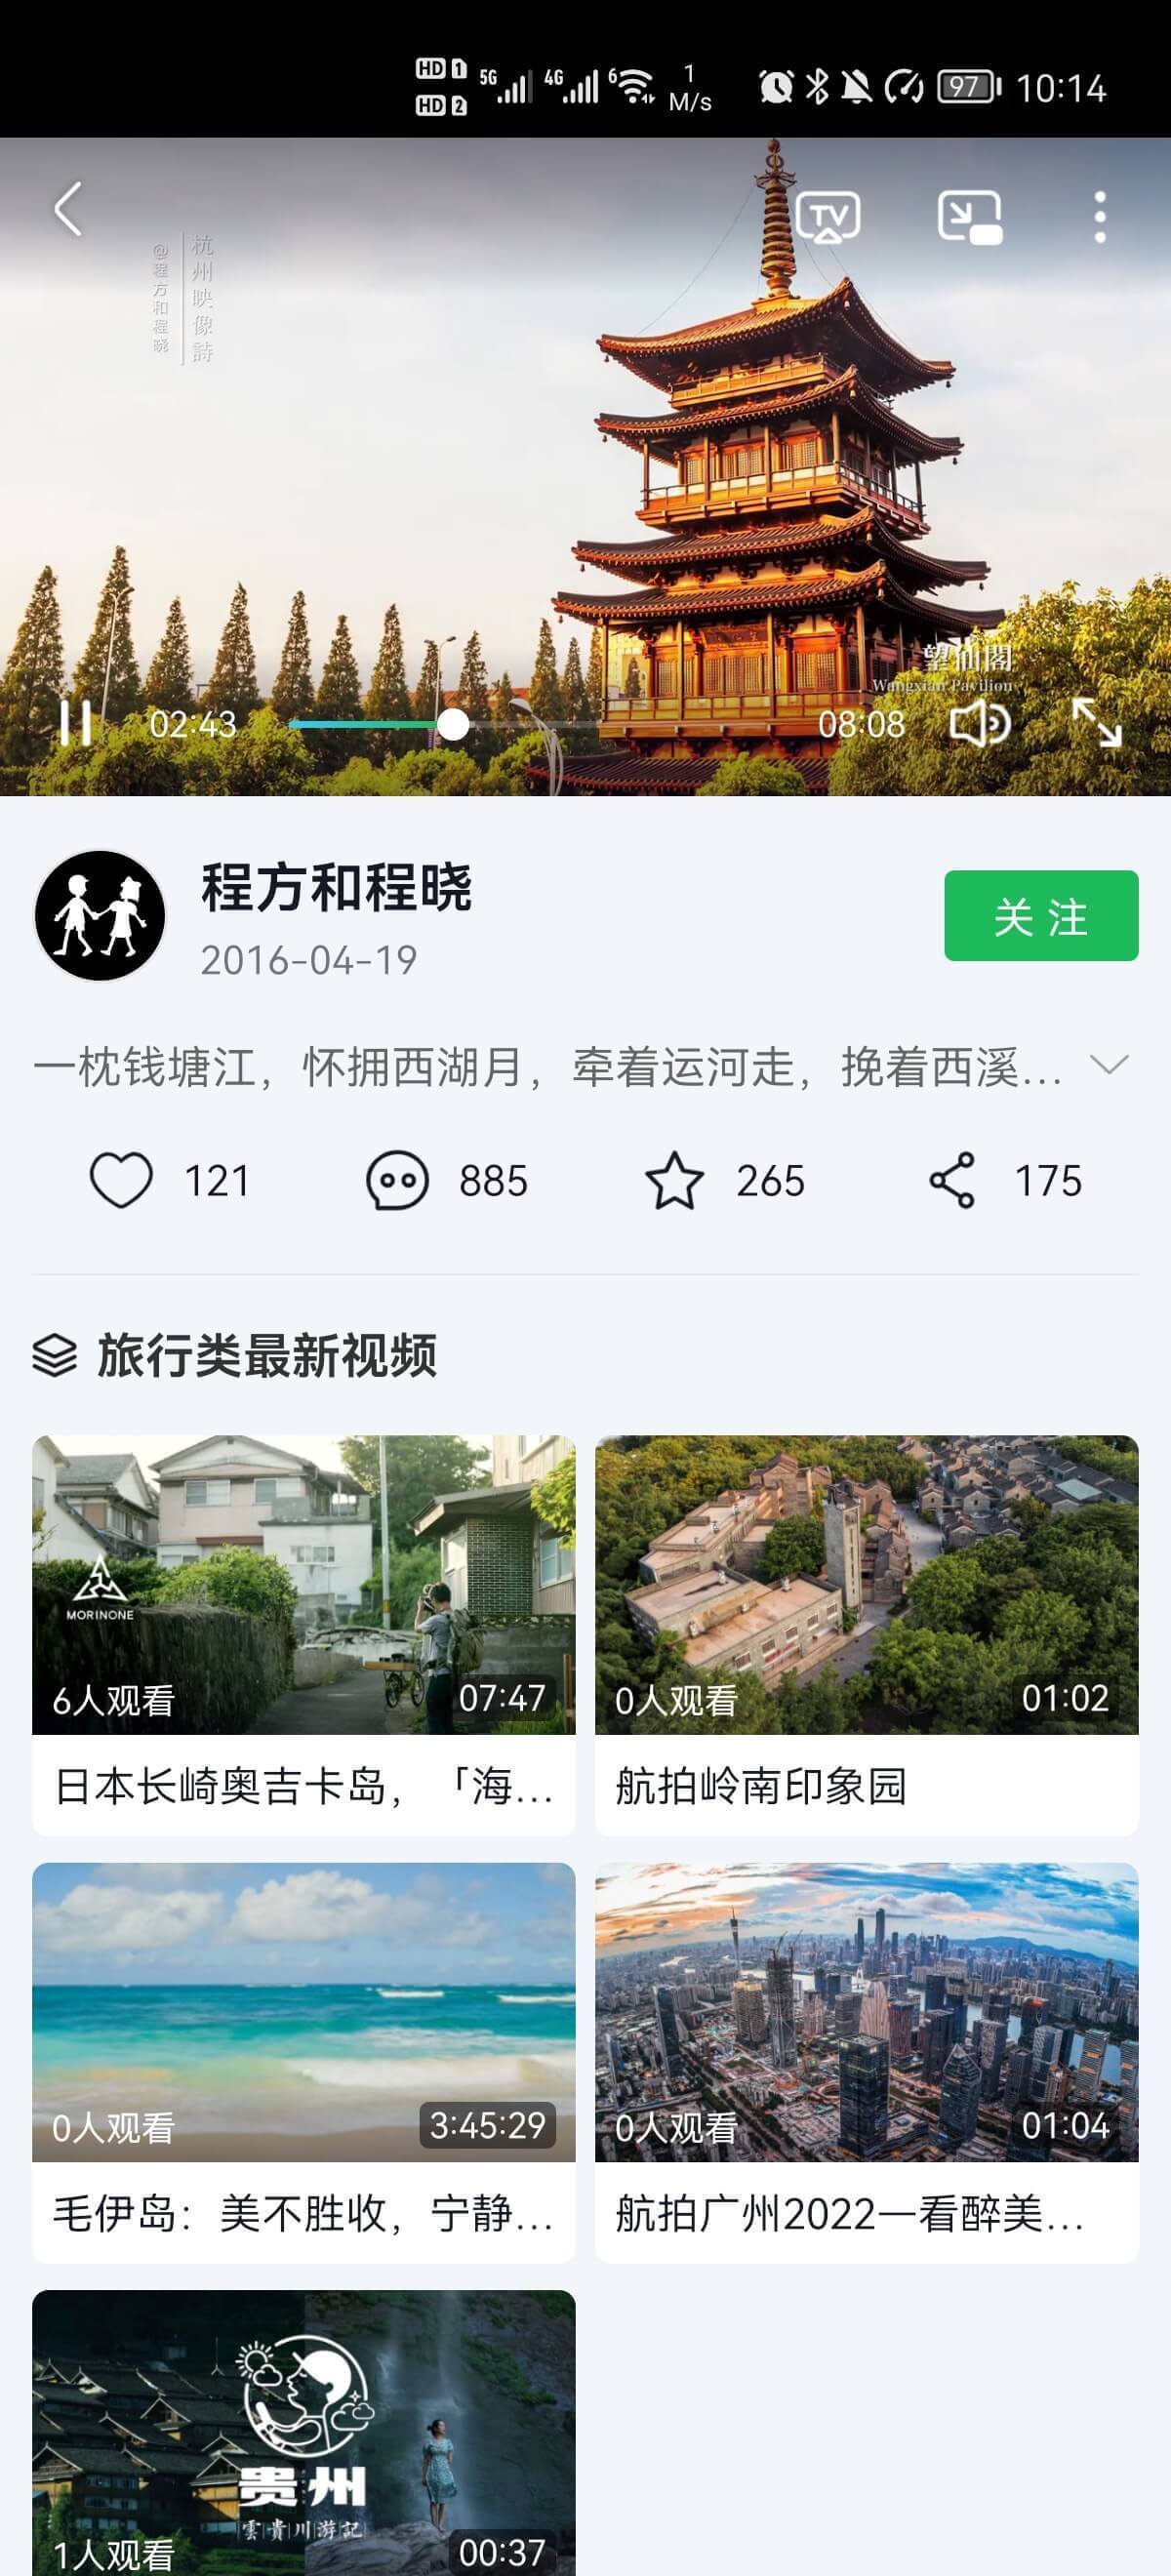 HD 1 5G 4G 6 1 97 10:14
HD 2 M/s
TV
杭州映像詩
@程方和程晓
望仙閣
Wangxian Pavilion
02:43 08:08
程方和程晓
2016-04-19
关注
一枕钱塘江，怀拥西湖月，牵着运河走，挽着西溪...
121 885 265 175
旅行类最新视频
MORINONE
6人观看 07:47
日本长崎奥吉卡岛，「海...
0人观看 01:02
航拍岭南印象园
0人观看 3:45:29
毛伊岛：美不胜收，宁静...
0人观看 01:04
航拍广州2022—看醉美...
贵州
雲貴川游記
1人观看 00:37